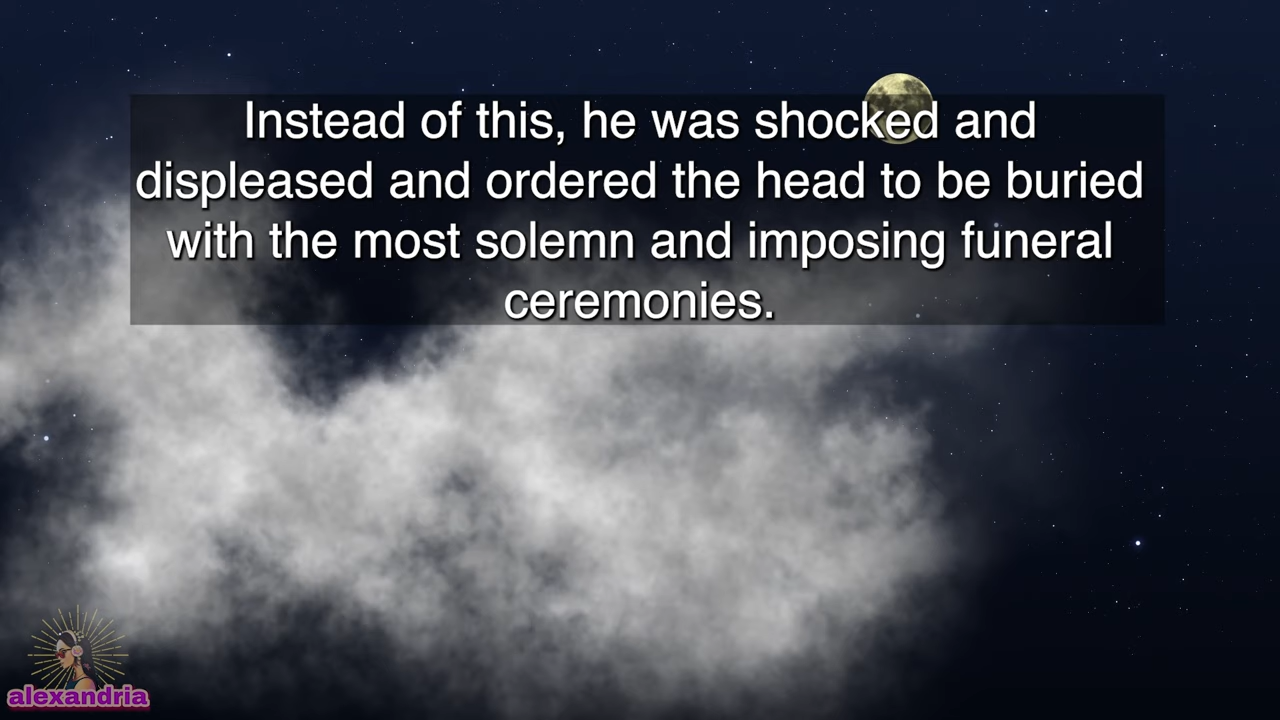 Instead of this, he was shocked and
displeased and ordered the head to be buried
with the most solemn and imposing funeral
ceremonies.
alexandria